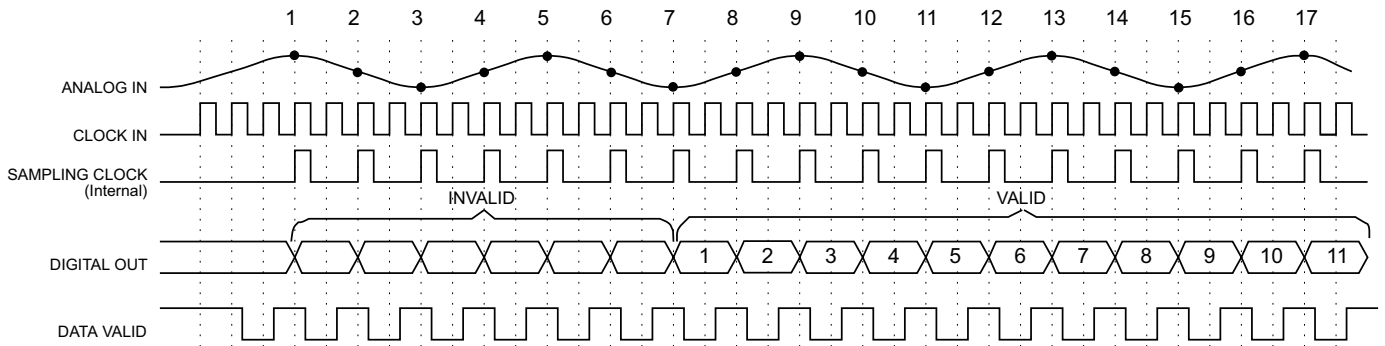 1 2 3 4 5 6 7 8 9 10 11 12 13 14 15 16 17
ANALOG IN
CLOCK IN
SAMPLING CLOCK
(Internal)
INVALID VALID
DIGITAL OUT 1 2 3 4 5 6 7 8 9 10 11
DATA VALID